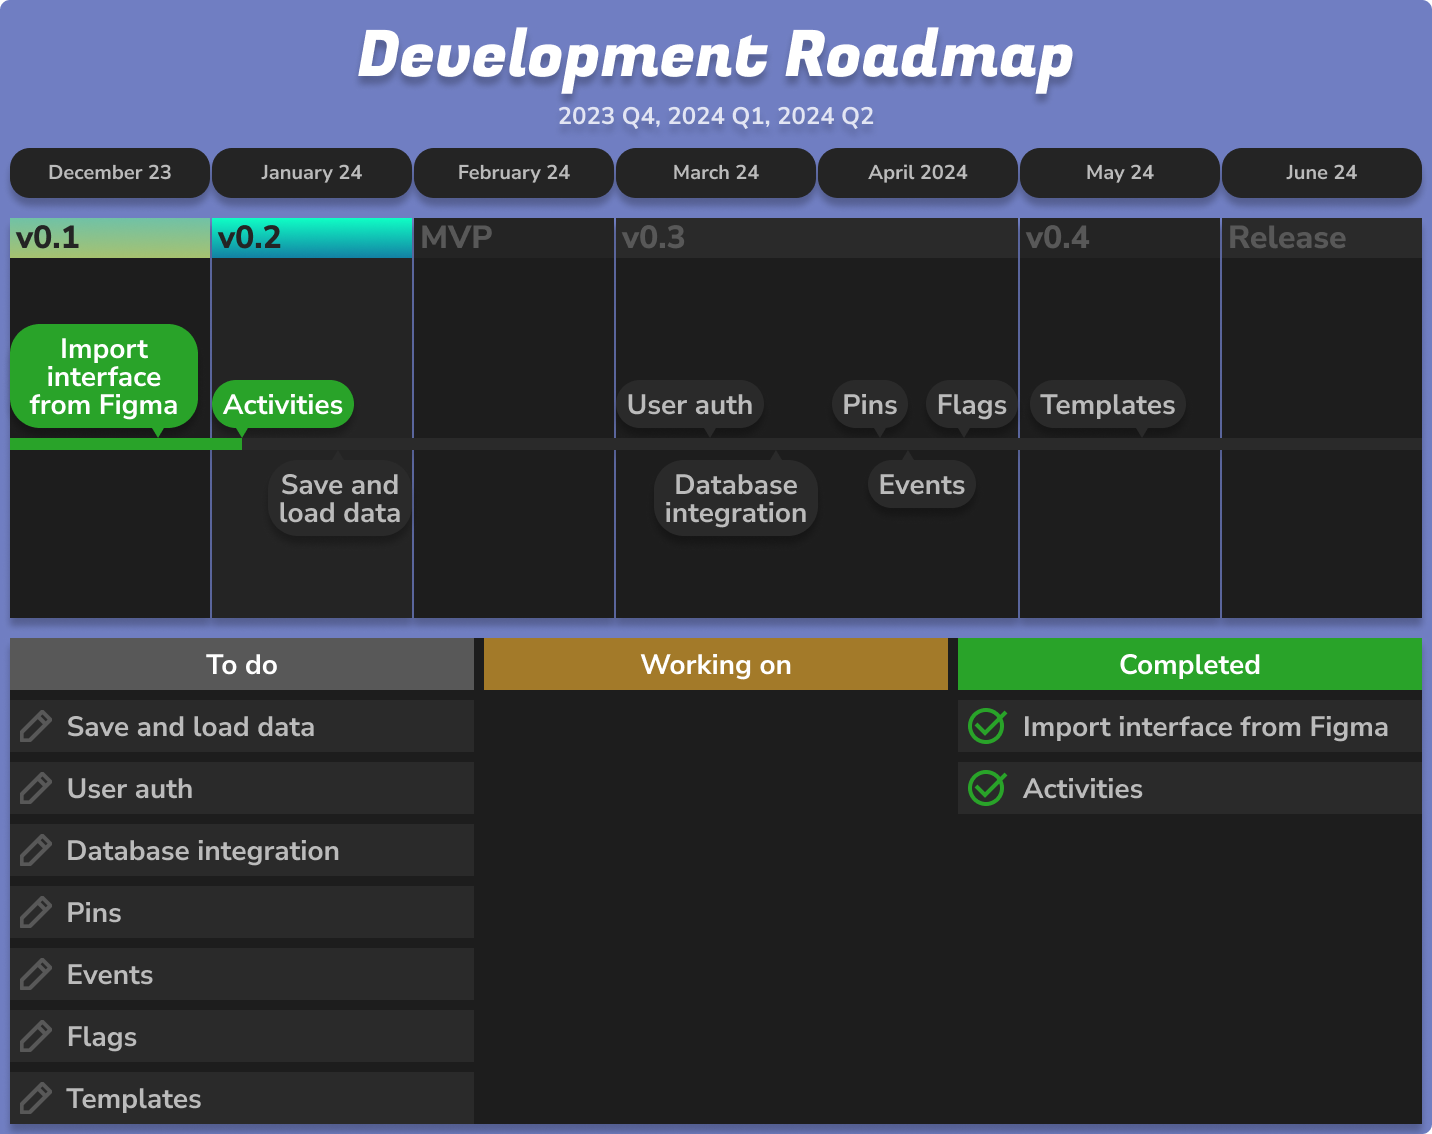 Development Roadmap
2023 Q4, 2024 Q1, 2024 Q2
December 23
January 24
February 24
March 24
April 2024
May 24
June 24
v0.1
v0.2
MVP
v0.3
v0.4
Release
Import
interface
from Figma
Activities
User auth
Pins
Flags
Templates
Save and
load data
Database
integration
Events
To do
Save and load data
User auth
Database integration
Pins
Events
Flags
Templates
Working on
Completed
Import interface from Figma
Activities